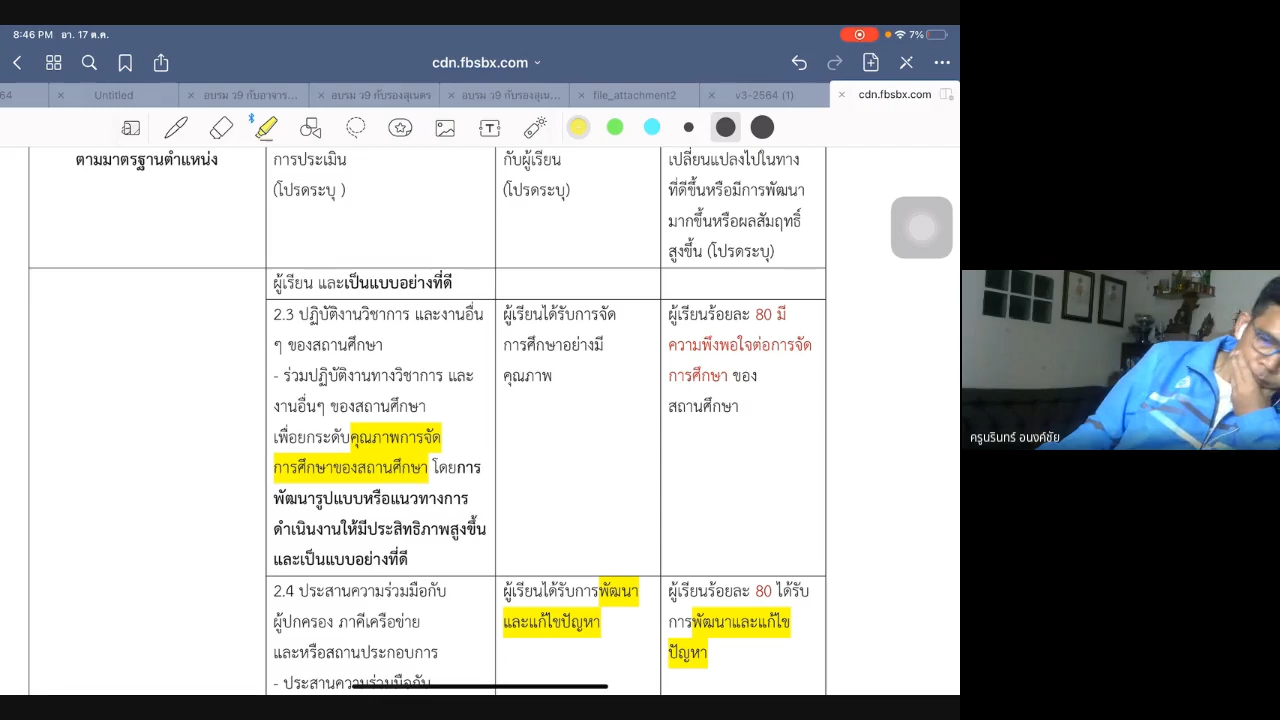 8:46 PM อา. 17 ต.ค.
7%
cdn.fbsbx.com
64
Untitled
อบรม ว9 กับอาจาร...
อบรม ว9 กับรองสุเนตร
อบรม ว9 กับรองสุเน...
file_attachment2
v3-2564 (1)
cdn.fbsbx.com
ตามมาตรฐานตำแหน่ง
การประเมิน
(โปรดระบุ )
กับผู้เรียน
(โปรดระบุ)
เปลี่ยนแปลงไปในทาง
ที่ดีขึ้นหรือมีการพัฒนา
มากขึ้นหรือผลสัมฤทธิ์
สูงขึ้น (โปรดระบุ)
ผู้เรียน และเป็นแบบอย่างที่ดี
2.3 ปฏิบัติงานวิชาการ และงานอื่น
ๆ ของสถานศึกษา
- ร่วมปฏิบัติงานทางวิชาการ และ
งานอื่นๆ ของสถานศึกษา
เพื่อยกระดับคุณภาพการจัด
การศึกษาของสถานศึกษา โดยการ
พัฒนารูปแบบหรือแนวทางการ
ดำเนินงานให้มีประสิทธิภาพสูงขึ้น
และเป็นแบบอย่างที่ดี
ผู้เรียนได้รับการจัด
การศึกษาอย่างมี
คุณภาพ
ผู้เรียนร้อยละ 80 มี
ความพึงพอใจต่อการจัด
การศึกษา ของ
สถานศึกษา
2.4 ประสานความร่วมมือกับ
ผู้ปกครอง ภาคีเครือข่าย
และหรือสถานประกอบการ
- ประสานความร่วมมือกับ
ผู้เรียนได้รับการพัฒนา
และแก้ไขปัญหา
ผู้เรียนร้อยละ 80 ได้รับ
การพัฒนาและแก้ไข
ปัญหา
ครูนรินทร์ อนงค์ชัย